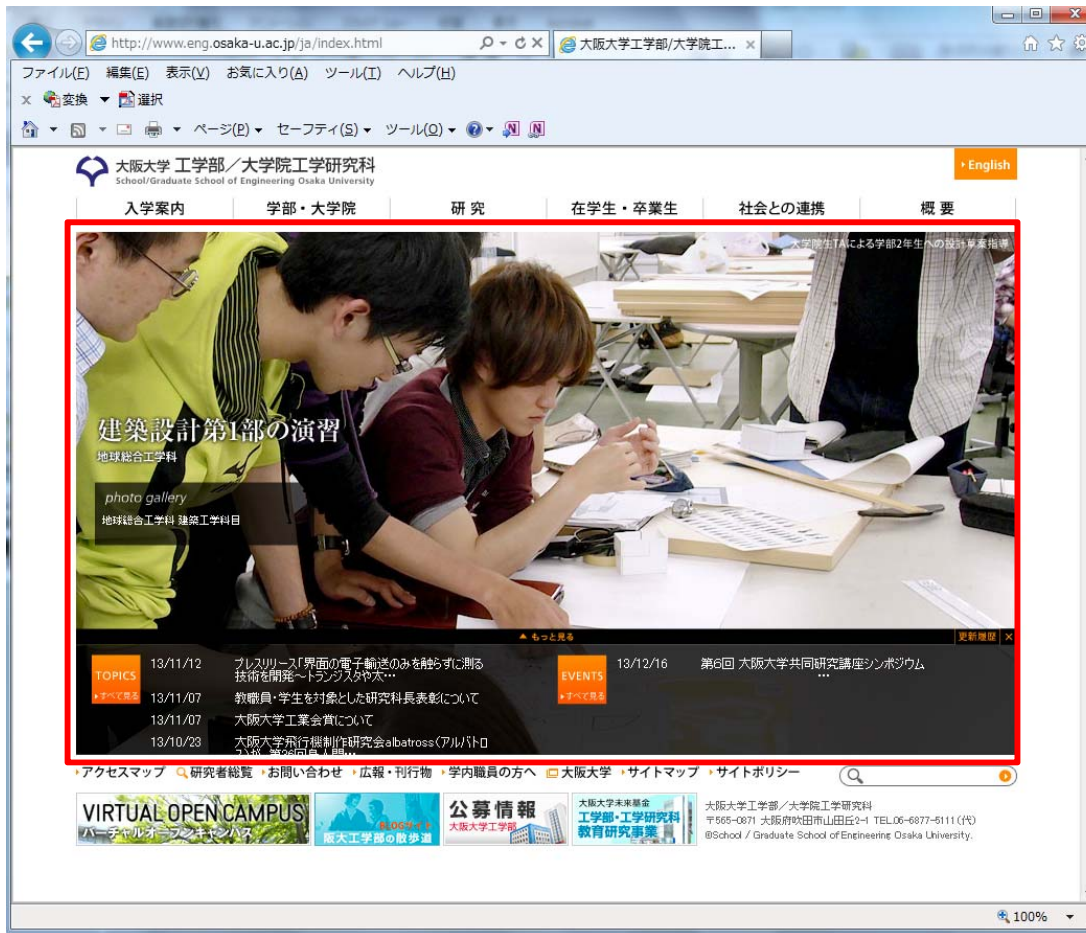 http://www.eng.osaka-u.ac.jp/ja/index.html
大阪大学工学部/大学院工...
ファイル(F) 編集(E) 表示(V) お気に入り(A) ツール(T) ヘルプ(H)
x 変換 選択
ページ(P) セーフティ(S) ツール(O)
大阪大学 工学部／大学院工学研究科
School/Graduate School of Engineering Osaka University
English
入学案内 学部・大学院 研 究 在学生・卒業生 社会との連携 概 要
大学院生TAによる学部2年生への設計草案指導
建築設計第1部の演習
地球総合工学科
photo gallery
地球総合工学科 建築工学科目
もっと見る
更新履歴 ×
TOPICS
すべて見る
13/11/12 プレスリリース「界面の電子輸送のみを触らずに測る
技術を開発～トランジスタや太…
13/11/07 教職員・学生を対象とした研究科長表彰について
13/11/07 大阪大学工業会賞について
13/10/23 大阪大学飛行機制作研究会albatross(アルバトロ
EVENTS
すべて見る
13/12/16 第6回 大阪大学共同研究講座シンポジウム
…
アクセスマップ 研究者総覧 お問い合わせ 広報・刊行物 学内職員の方へ 大阪大学 サイトマップ サイトポリシー
VIRTUAL OPEN CAMPUS
バーチャルオープンキャンパス
BLOGサイト
阪大工学部の散歩道
公募情報
大阪大学工学部
大阪大学未来基金
工学部・工学研究科
教育研究事業
大阪大学工学部／大学院工学研究科
〒565-0871 大阪府吹田市山田丘2-1 TEL.06-6877-5111(代)
©School / Graduate School of Engineering Osaka University.
100%